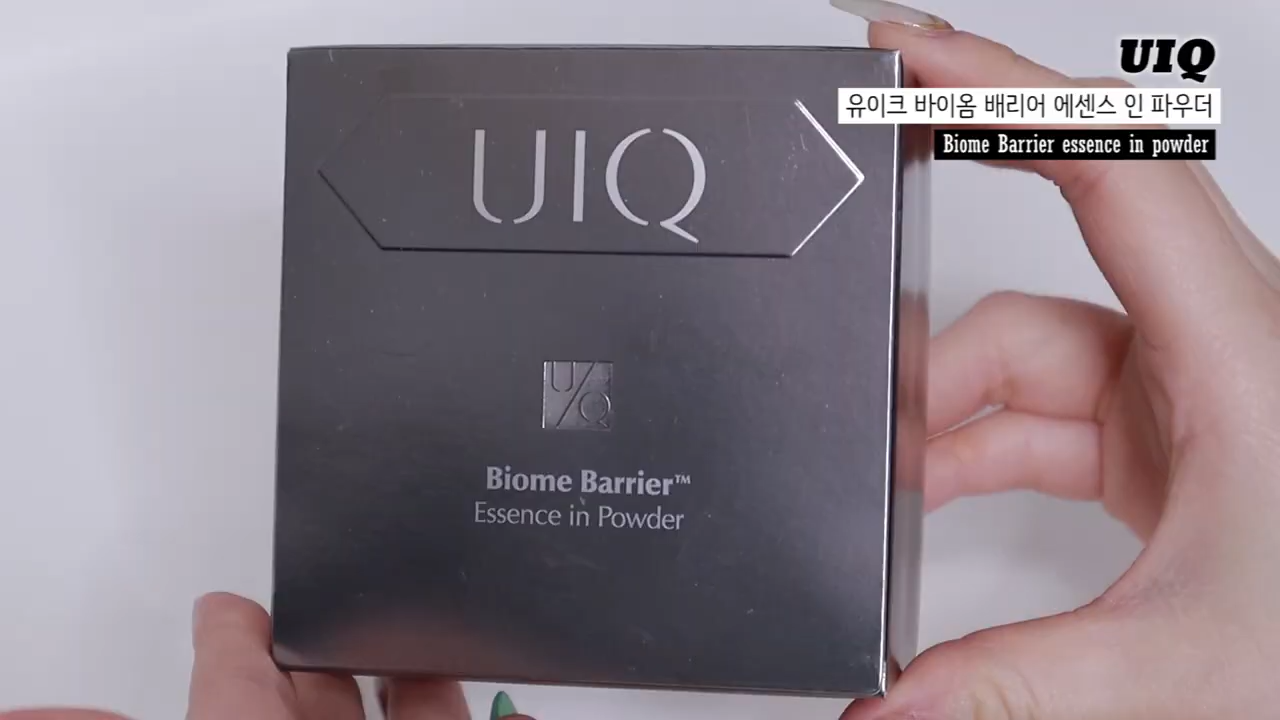 UIQ
유이크 바이옴 배리어 에센스 인 파우더
Biome Barrier essence in powder
UIQ
U/Q
Biome Barrier™
Essence in Powder